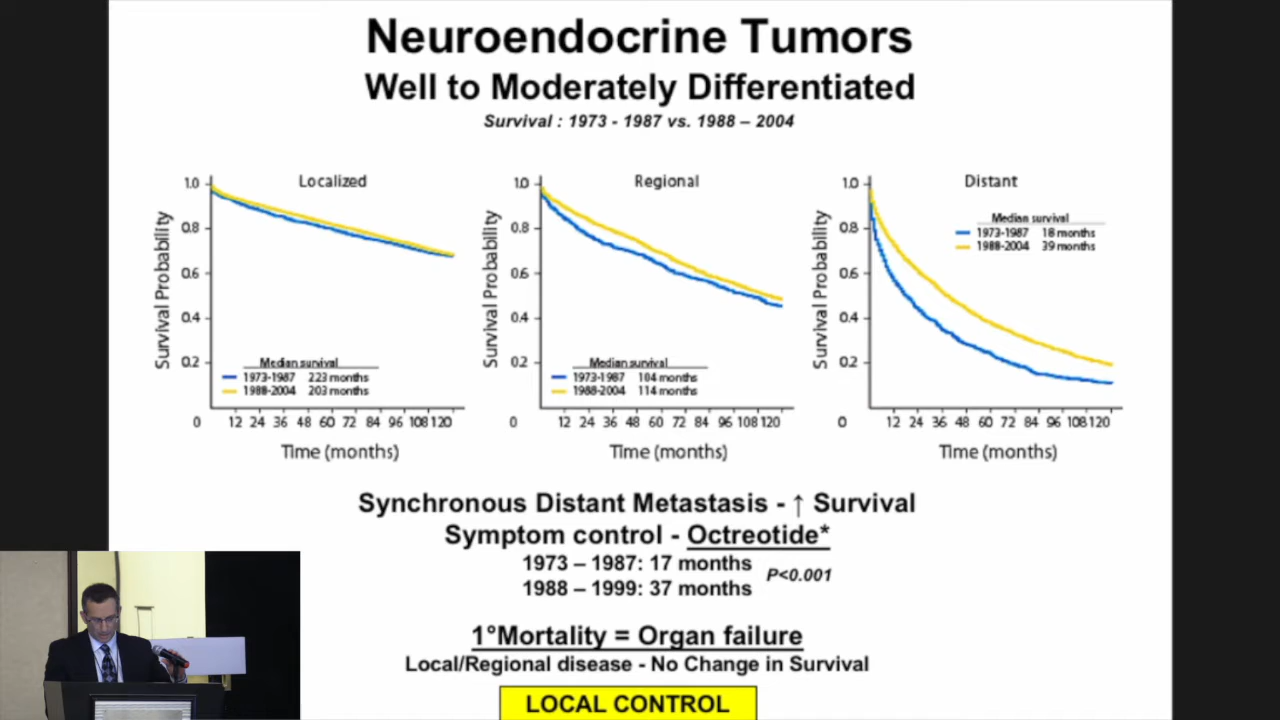 Neuroendocrine Tumors
Well to Moderately Differentiated
Survival : 1973 - 1987 vs. 1988 – 2004
Localized
Survival Probability
1.0
0.8
0.6
0.4
0.2
Median survival
1973-1987 223 months
1988-2004 203 months
0 12 24 36 48 60 72 84 96 108 120
Time (months)
Regional
Survival Probability
1.0
0.8
0.6
0.4
0.2
Median survival
1973-1987 104 months
1988-2004 114 months
0 12 24 36 48 60 72 84 96 108 120
Time (months)
Distant
Survival Probability
1.0
0.8
0.6
0.4
0.2
Median survival
1973-1987 18 months
1988-2004 39 months
0 12 24 36 48 60 72 84 96 108 120
Time (months)
Synchronous Distant Metastasis - ↑ Survival
Symptom control - Octreotide*
1973 – 1987: 17 months
1988 – 1999: 37 months
P<0.001
1°Mortality = Organ failure
Local/Regional disease - No Change in Survival
LOCAL CONTROL